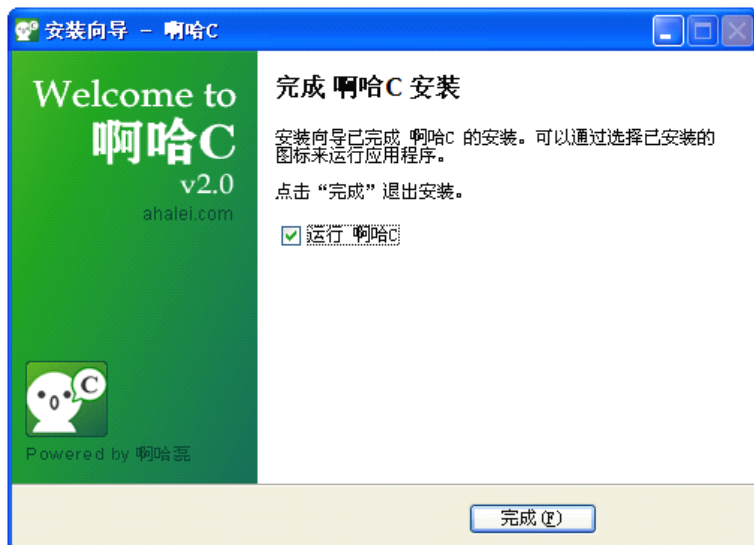 安装向导 - 啊哈C
Welcome to
啊哈C
v2.0
ahalei.com
C
Powered by 啊哈磊
完成 啊哈C 安装
安装向导已完成 啊哈C 的安装。可以通过选择已安装的
图标来运行应用程序。
点击“完成”退出安装。
运行 啊哈C
完成(F)